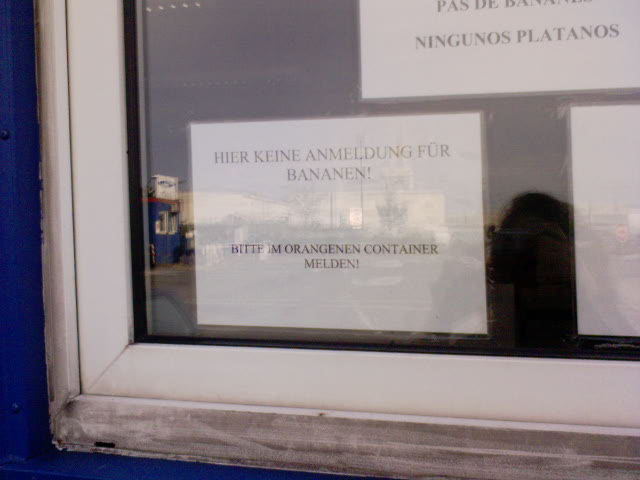 PAS DE BANANES
NINGUNOS PLATANOS
HIER KEINE ANMELDUNG FÜR
BANANEN!
BITTE IM ORANGENEN CONTAINER
MELDEN!